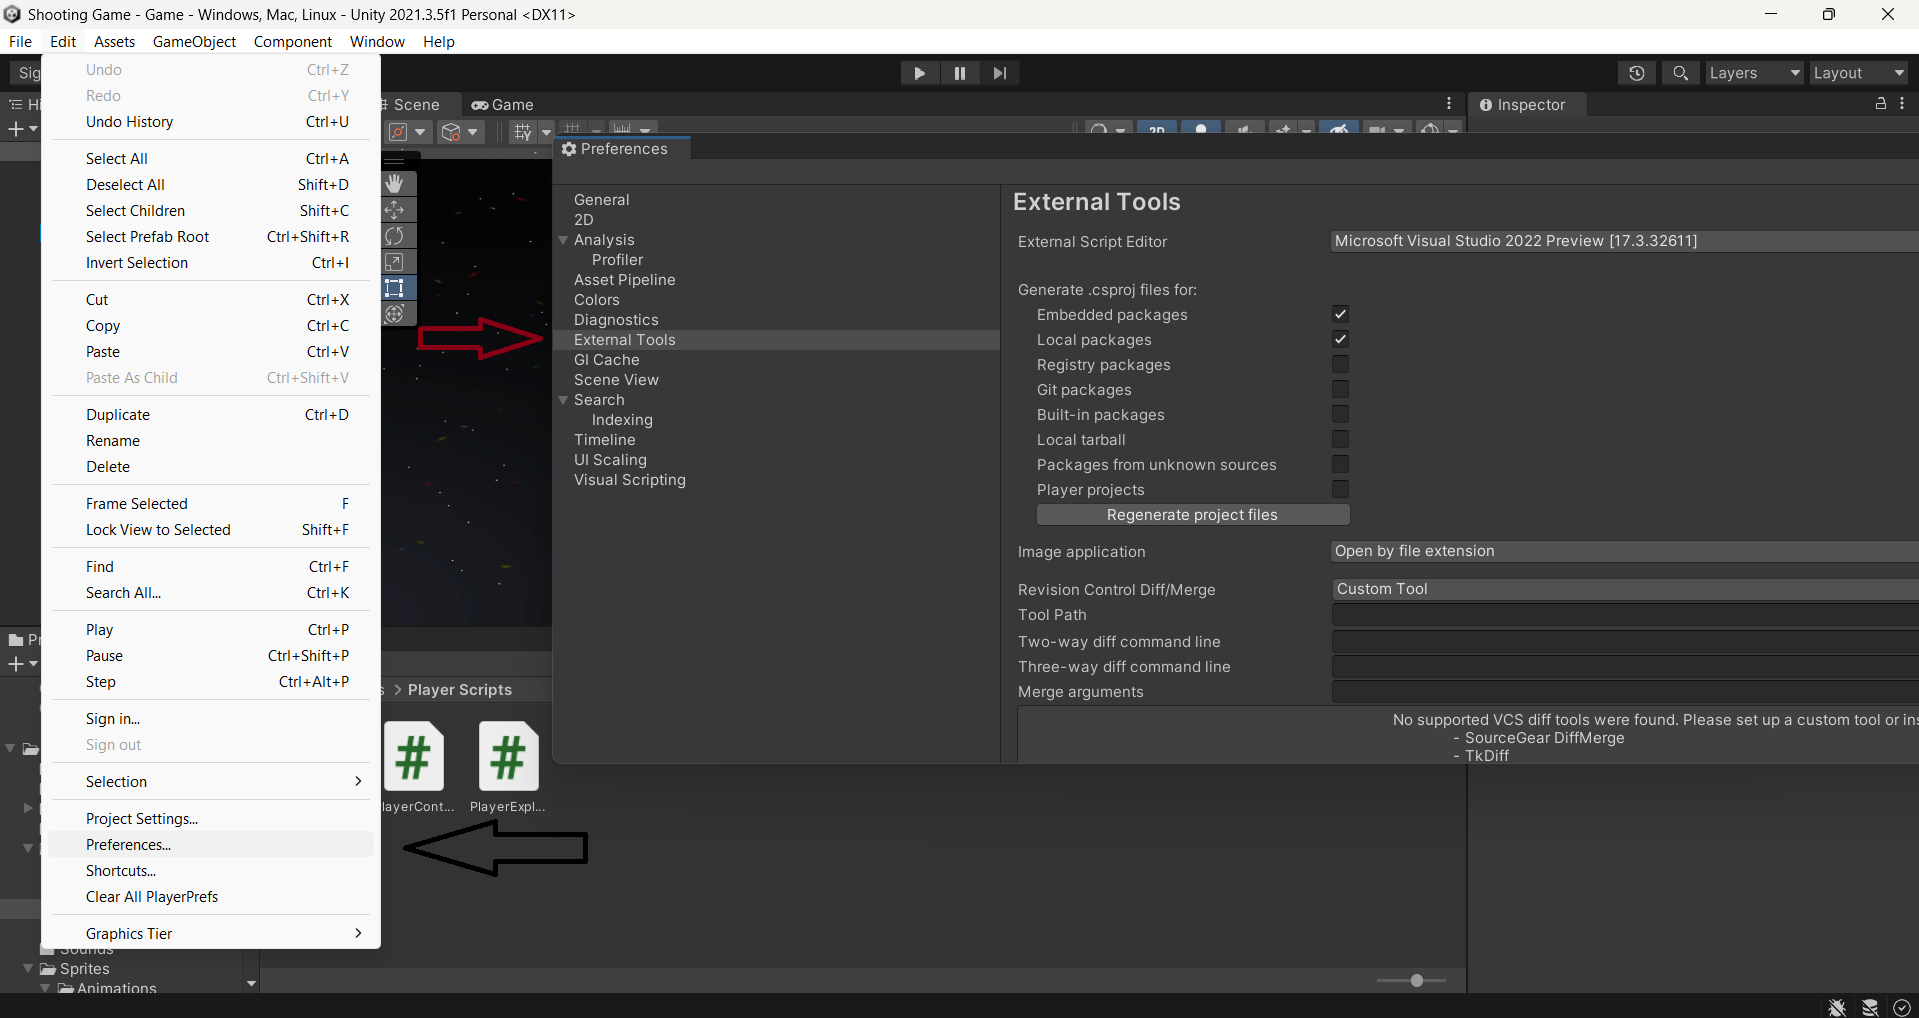 Shooting Game - Game - Windows, Mac, Linux - Unity 2021.3.5f1 Personal <DX11>
File Edit Assets GameObject Component Window Help
Undo Ctrl+Z
Redo Ctrl+Y
Undo History Ctrl+U
Select All Ctrl+A
Deselect All Shift+D
Select Children Shift+C
Select Prefab Root Ctrl+Shift+R
Invert Selection Ctrl+I
Cut Ctrl+X
Copy Ctrl+C
Paste Ctrl+V
Paste As Child Ctrl+Shift+V
Duplicate Ctrl+D
Rename
Delete
Frame Selected F
Lock View to Selected Shift+F
Find Ctrl+F
Search All... Ctrl+K
Play Ctrl+P
Pause Ctrl+Shift+P
Step Ctrl+Alt+P
Sign in...
Sign out
Selection
Project Settings...
Preferences...
Shortcuts...
Clear All PlayerPrefs
Graphics Tier
Sig
Layers Layout
Hi
Scene Game
Inspector
Y
2D
Preferences
General
2D
Analysis
Profiler
Asset Pipeline
Colors
Diagnostics
External Tools
GI Cache
Scene View
Search
Indexing
Timeline
UI Scaling
Visual Scripting
External Tools
External Script Editor Microsoft Visual Studio 2022 Preview [17.3.32611]
Generate .csproj files for:
Embedded packages
Local packages
Registry packages
Git packages
Built-in packages
Local tarball
Packages from unknown sources
Player projects
Regenerate project files
Image application Open by file extension
Revision Control Diff/Merge Custom Tool
Tool Path
Two-way diff command line
Three-way diff command line
Merge arguments
No supported VCS diff tools were found. Please set up a custom tool or ins
- SourceGear DiffMerge
- TkDiff
Pr
s > Player Scripts
# #
layerCont... PlayerExpl...
Sounds
Sprites
Animations